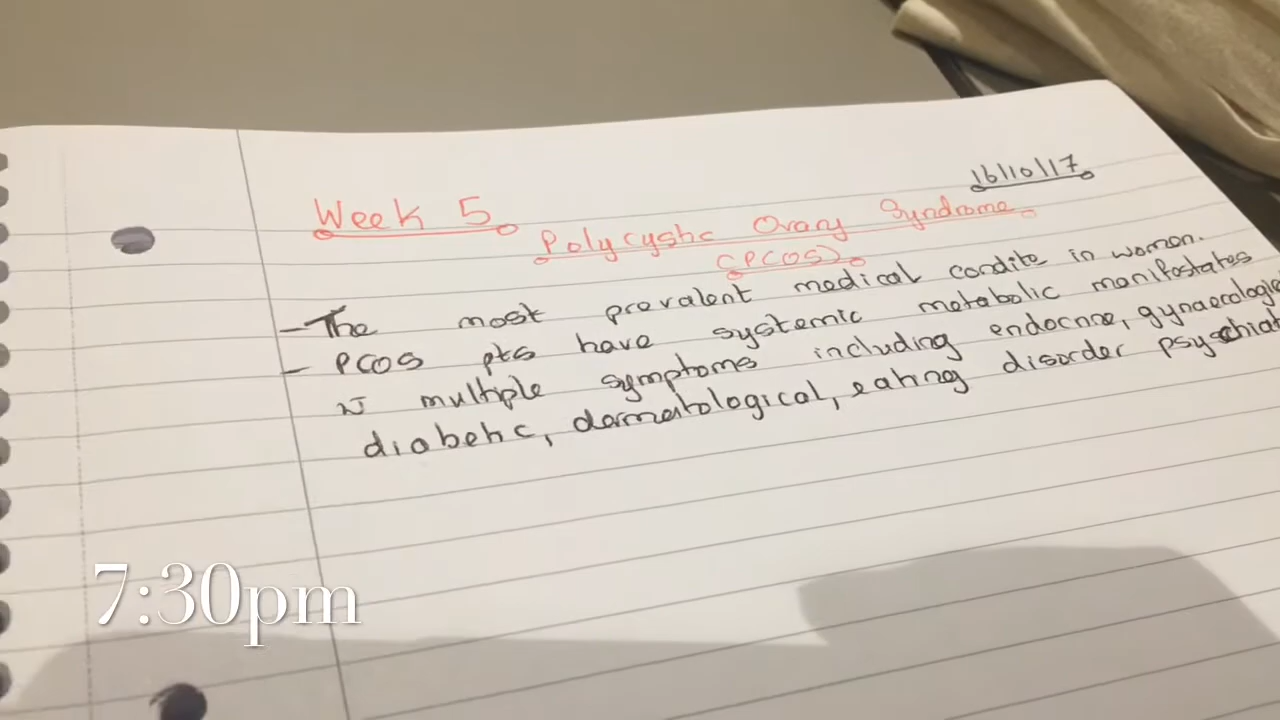 16/10/17
Week 5
Polycystic Ovary Syndrome
(PCOS)
- The most prevalent medical condite in women.
- PCOS pts have systemic metabolic manifostates
w multiple symptoms including endocrine, gynaecologic
diabetic, dermatological, eating disorder psychiat
7:30pm